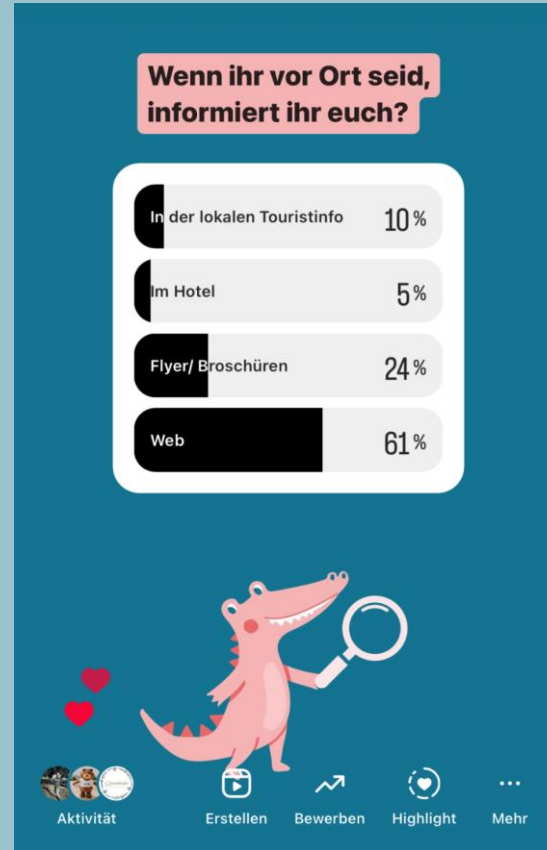 Wenn ihr vor Ort seid,
informiert ihr euch?
In der lokalen Touristinfo 10%
Im Hotel 5%
Flyer/ Broschüren 24%
Web 61%
Aktivität Erstellen Bewerben Highlight Mehr